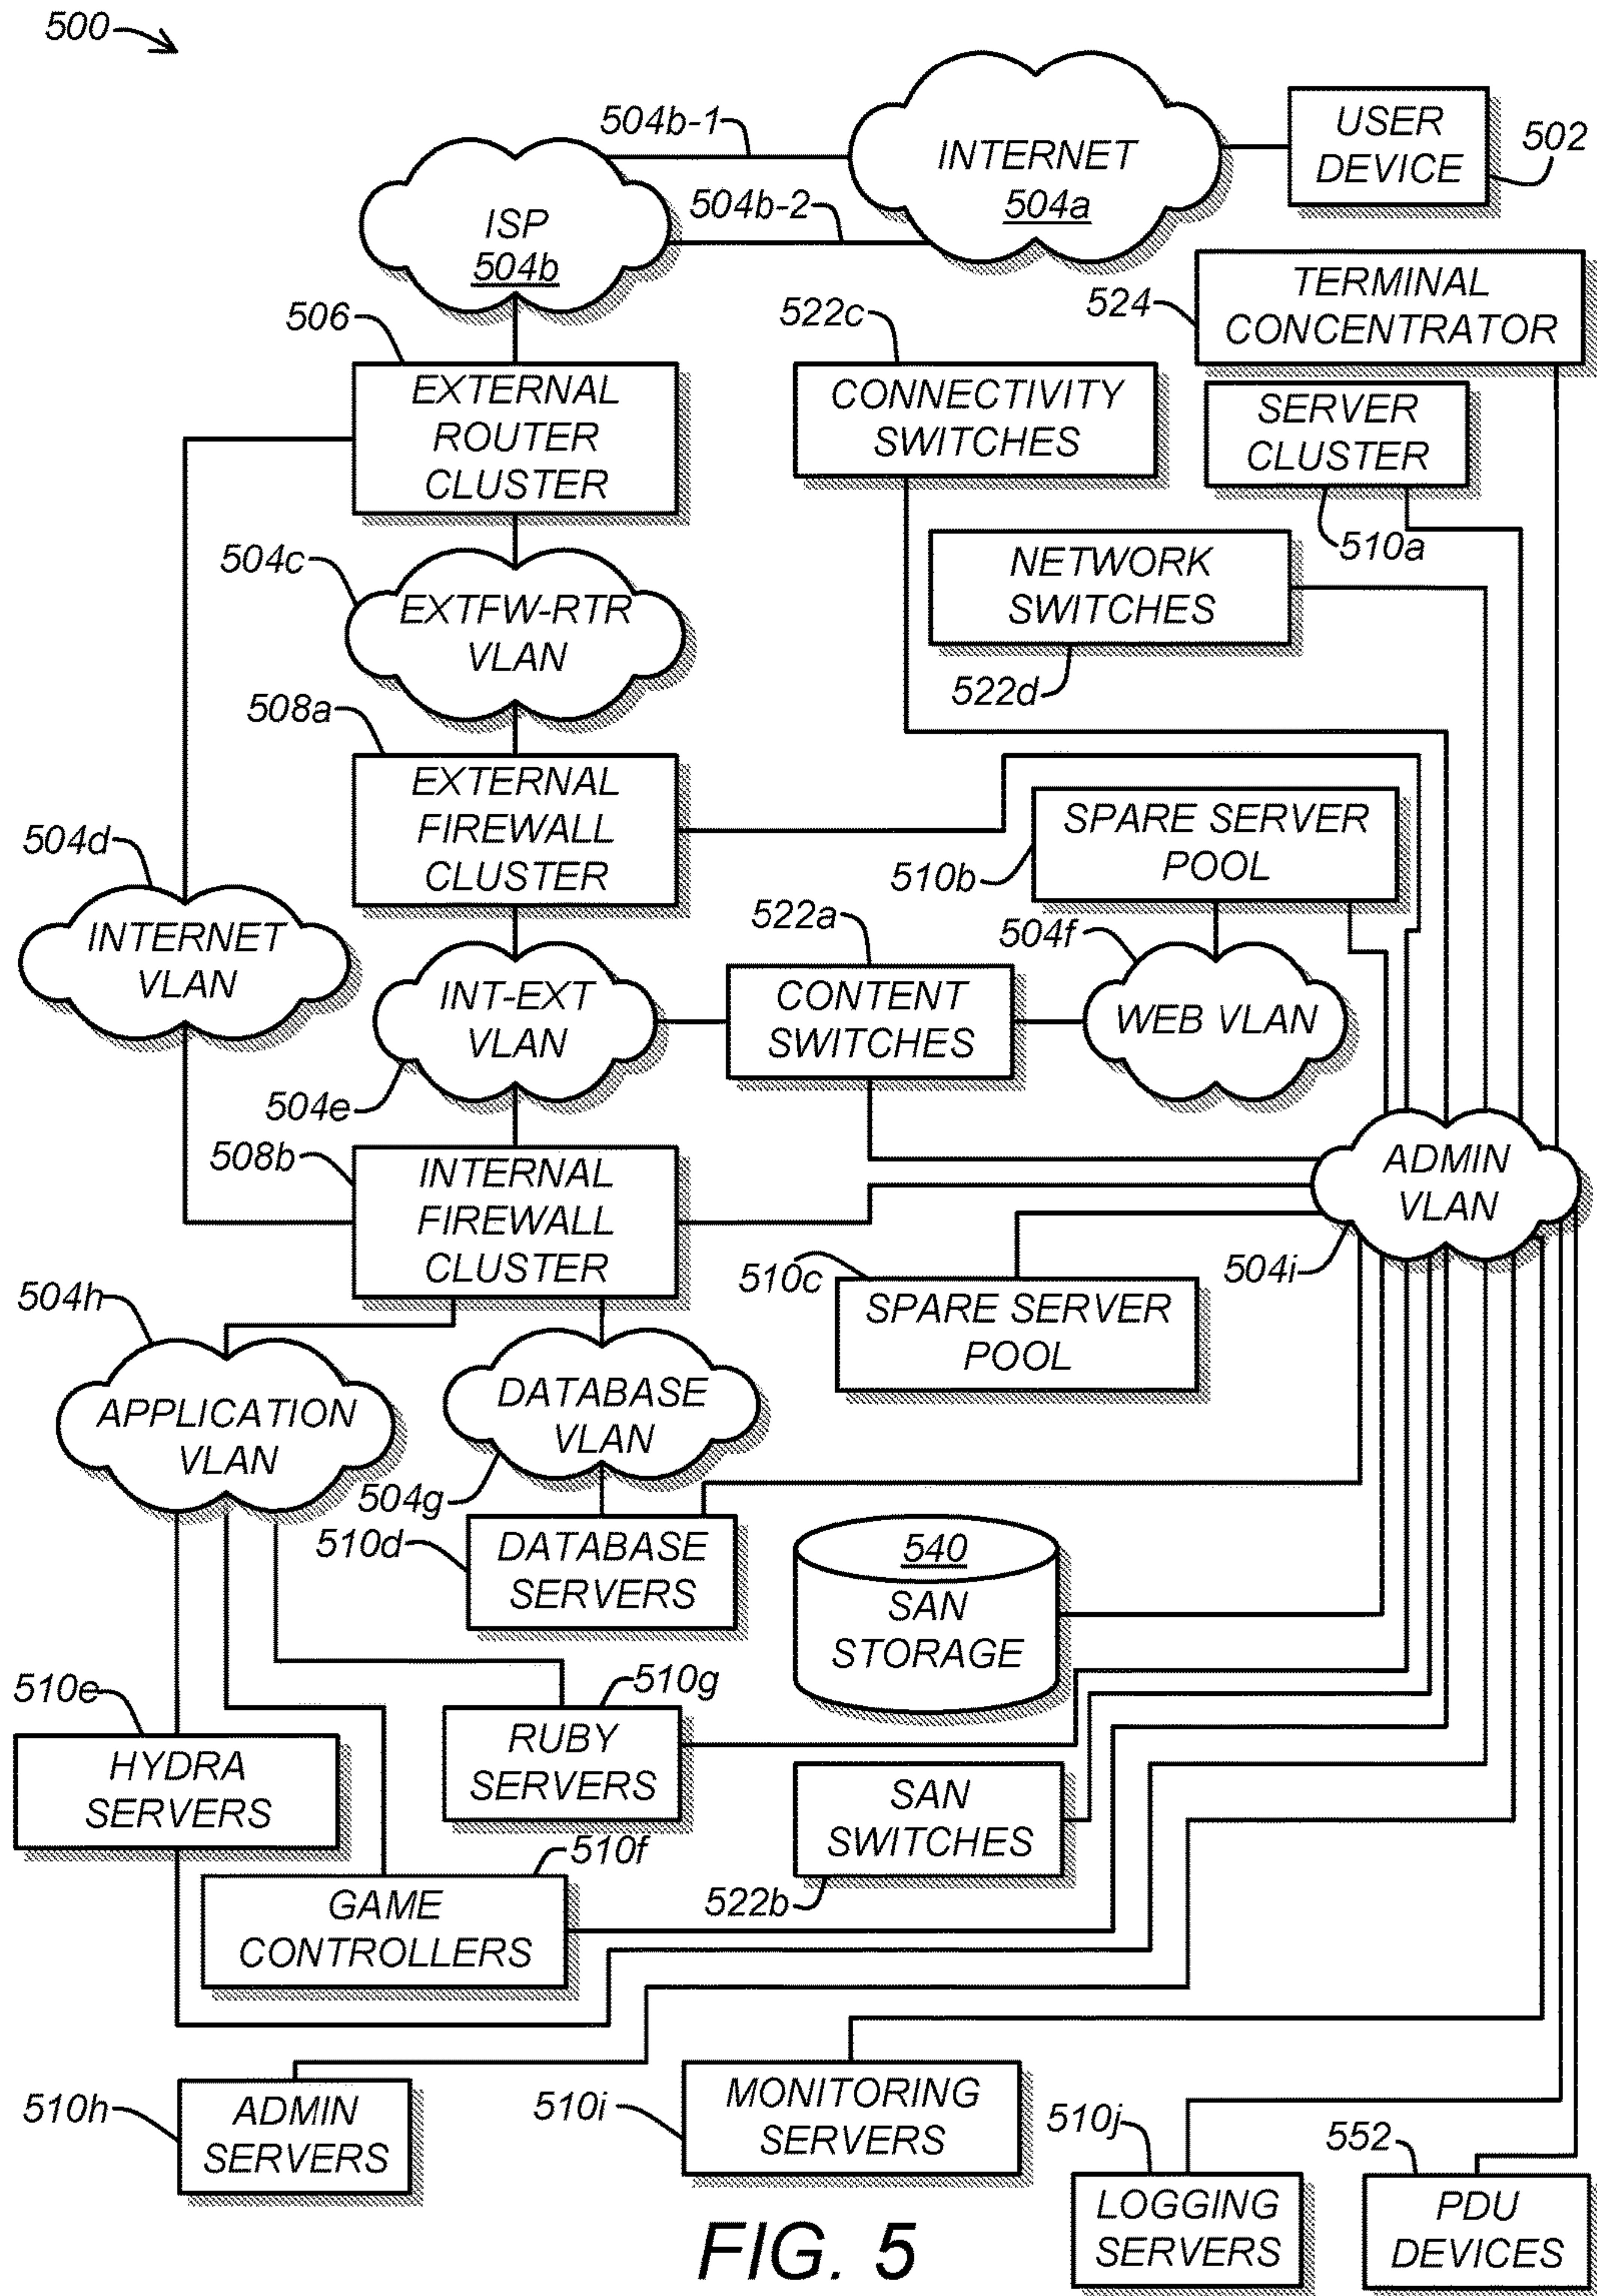 500
504b-1
INTERNET
504a
USER
DEVICE
502
ISP
504b
504b-2
506
522c
524
TERMINAL
CONCENTRATOR
EXTERNAL
ROUTER
CLUSTER
CONNECTIVITY
SWITCHES
SERVER
CLUSTER
510a
504c
EXTFW-RTR
VLAN
NETWORK
SWITCHES
522d
508a
EXTERNAL
FIREWALL
CLUSTER
SPARE SERVER
POOL
510b
504d
INTERNET
VLAN
522a
504f
INT-EXT
VLAN
504e
CONTENT
SWITCHES
WEB VLAN
508b
INTERNAL
FIREWALL
CLUSTER
ADMIN
VLAN
504i
510c
SPARE SERVER
POOL
504h
APPLICATION
VLAN
DATABASE
VLAN
504g
510d
DATABASE
SERVERS
540
SAN
STORAGE
510e
HYDRA
SERVERS
510g
RUBY
SERVERS
SAN
SWITCHES
522b
510f
GAME
CONTROLLERS
510h
ADMIN
SERVERS
510i
MONITORING
SERVERS
510j
LOGGING
SERVERS
552
PDU
DEVICES
FIG. 5